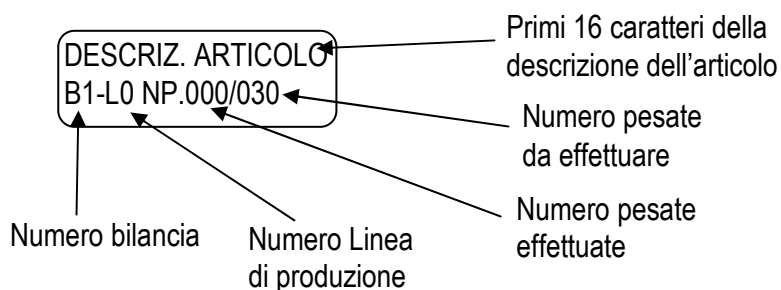 Primi 16 caratteri della
descrizione dell'articolo
DESCRIZ. ARTICOLO
B1-L0 NP.000/030
Numero pesate
da effettuare
Numero pesate
effettuate
Numero bilancia
Numero Linea
di produzione